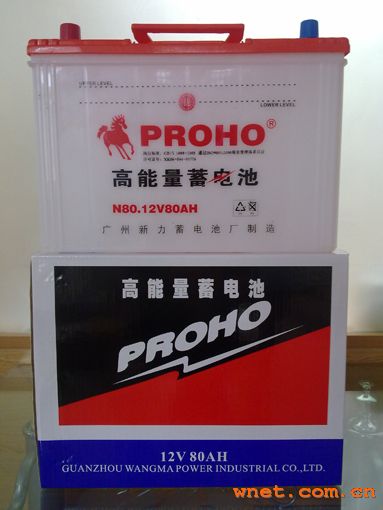 UPPER LEVEL
LOWER LEVEL
PROHO®
高能量蓄电池
N80.12V80AH
广州新力蓄电池厂制造
高能量蓄电池
PROHO
12V 80AH
GUANZHOU WANGMA POWER INDUSTRIAL CO.,LTD.
wnet.com.cn